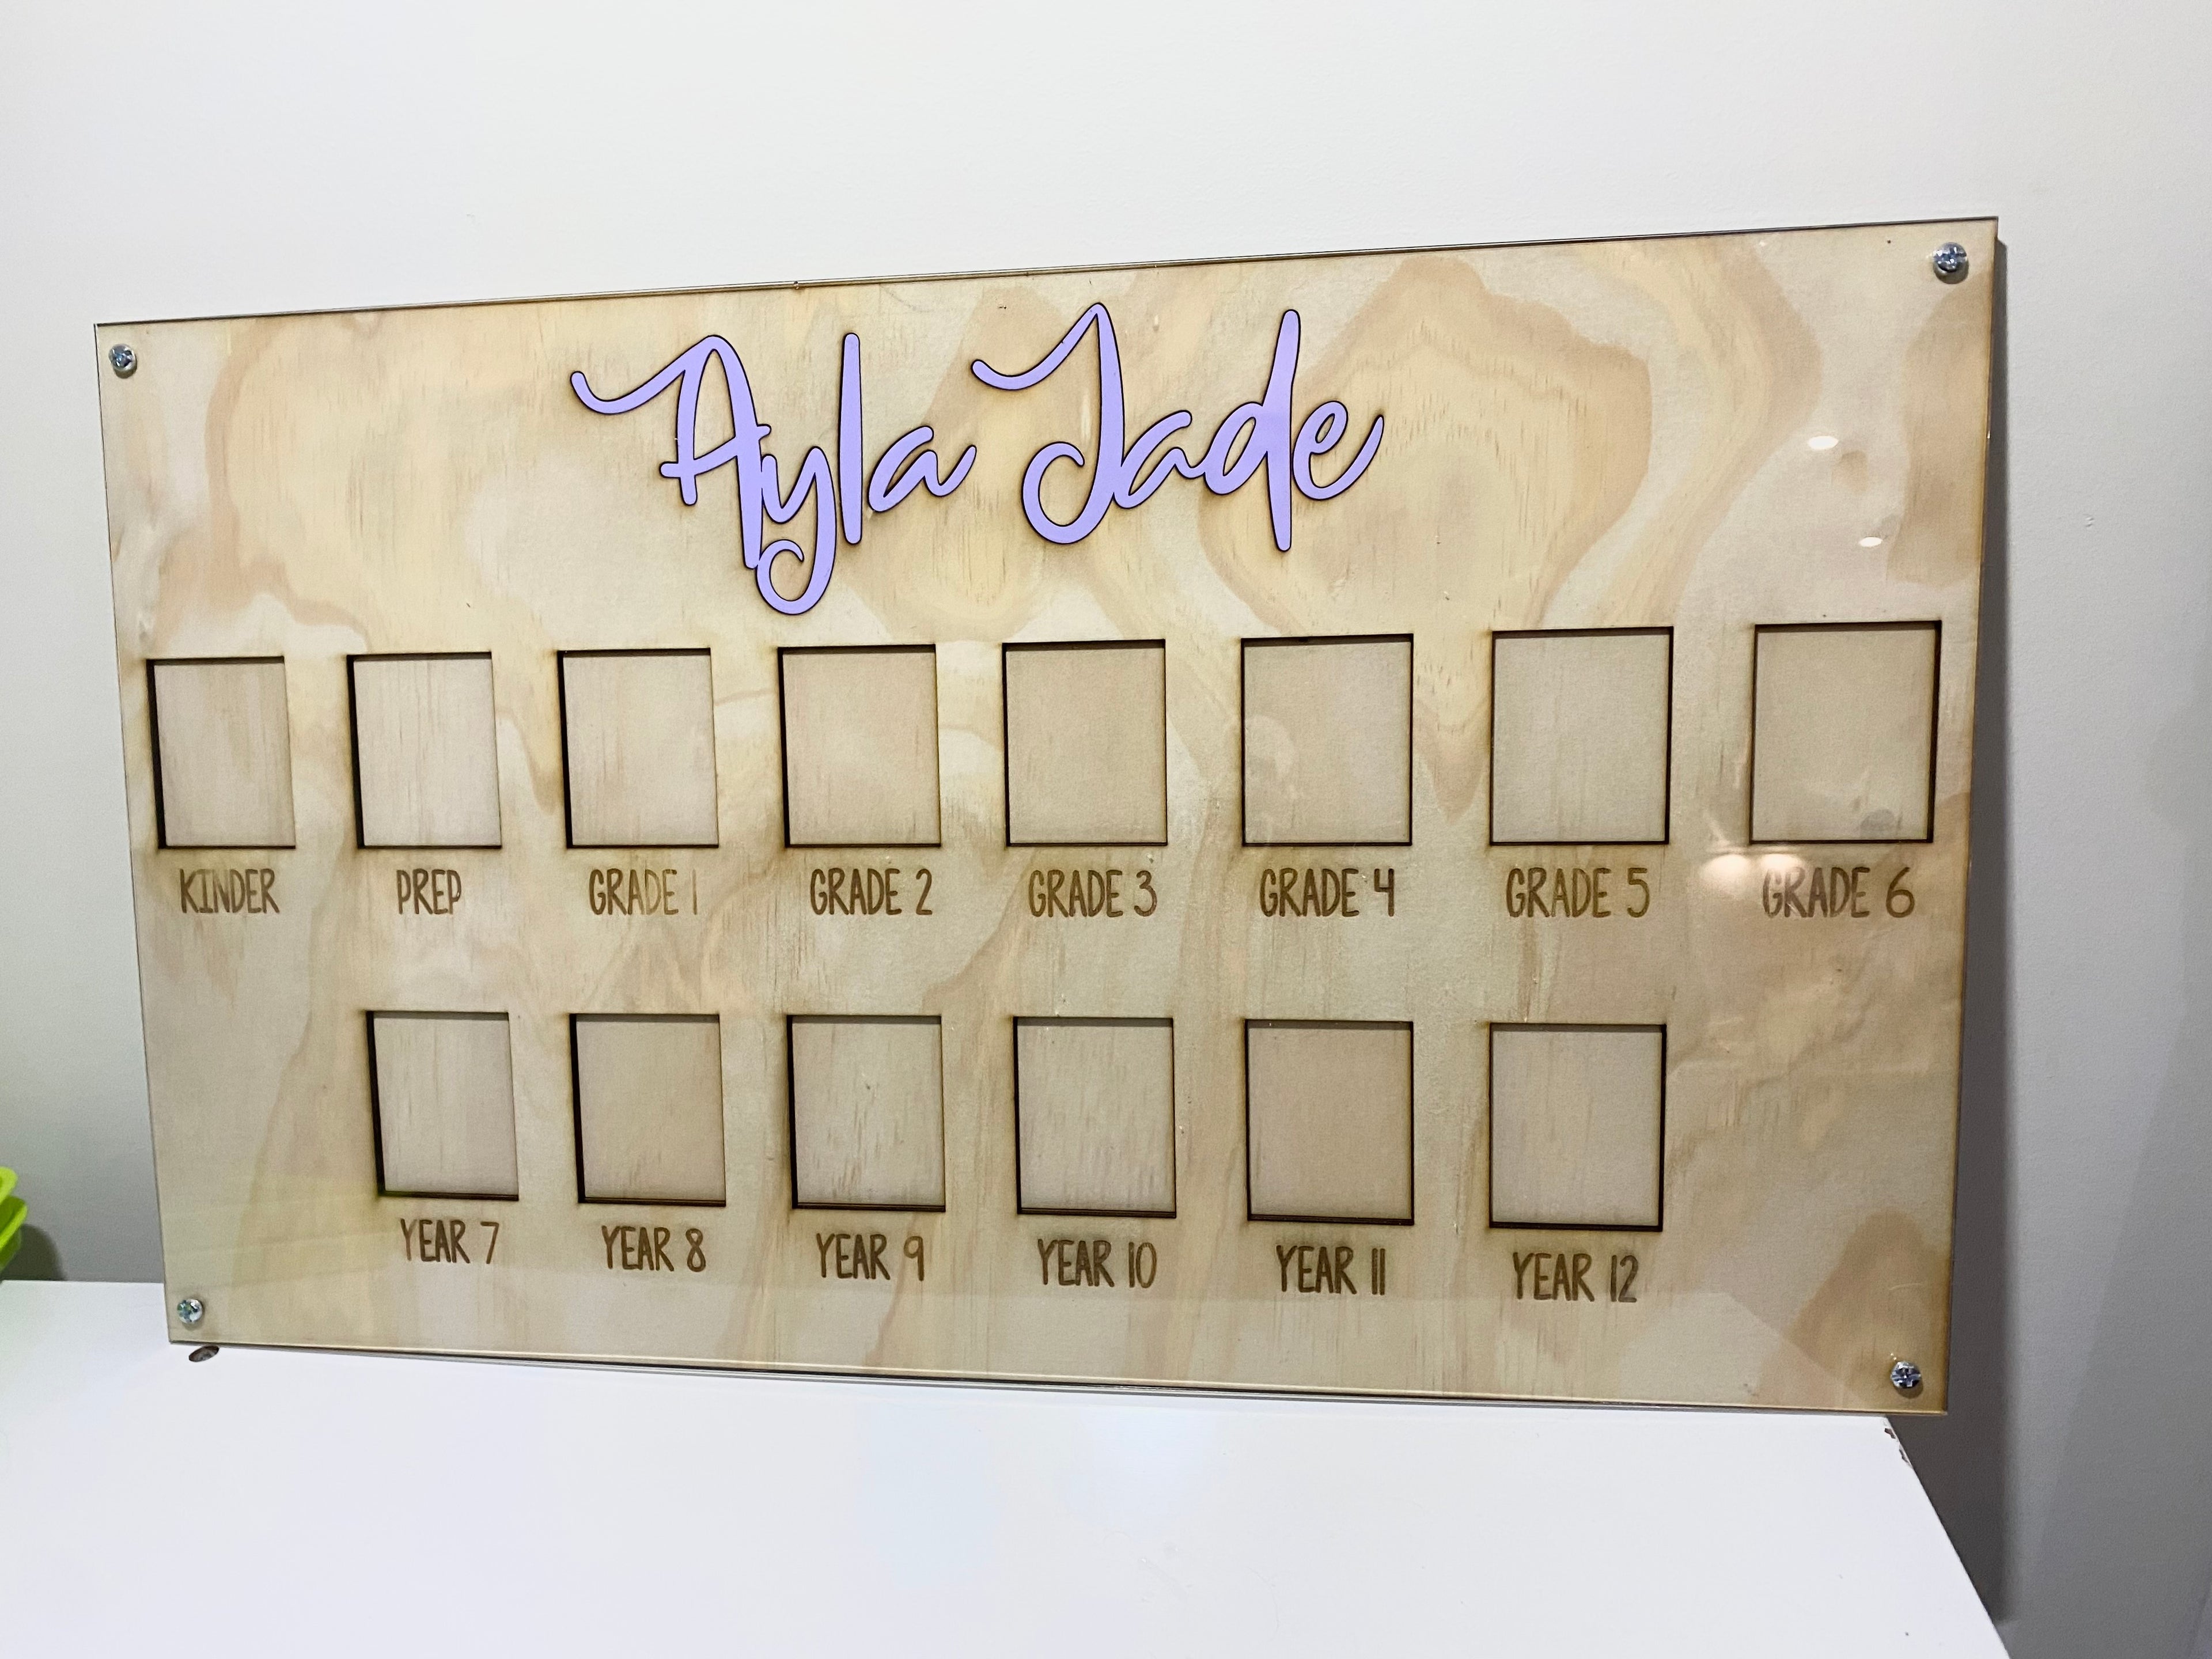 Ayla Jade
KINDER PREP GRADE 1 GRADE 2 GRADE 3 GRADE 4 GRADE 5 GRADE 6
YEAR 7 YEAR 8 YEAR 9 YEAR 10 YEAR 11 YEAR 12